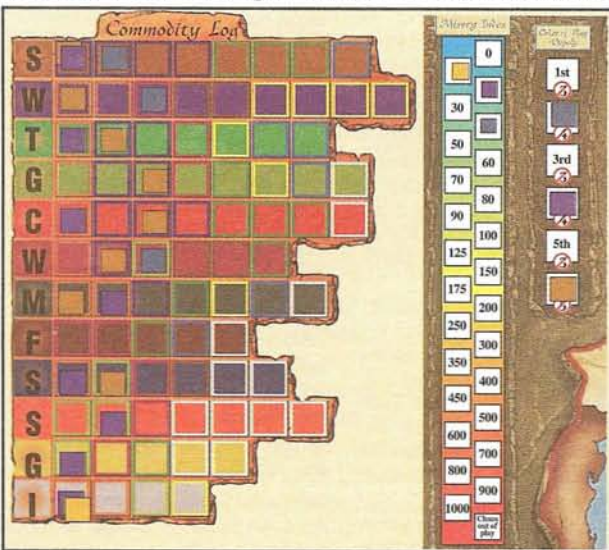 Commodity Log
S
W
T
G
C
W
M
F
S
S
G
I
Misery Index
0
30
50
60
70
80
90
100
125
150
175
200
250
300
350
400
450
500
600
700
800
900
1000
Chaos
out of
play
1st
3rd
5th